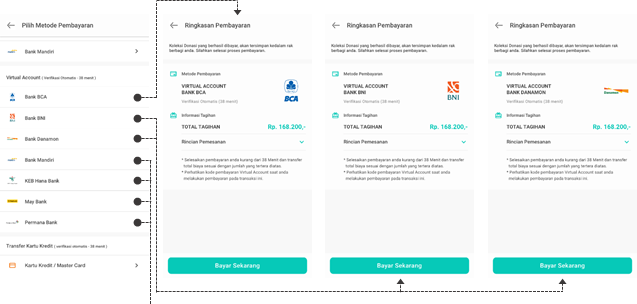 Pilih Metode Pembayaran
Bank Mandiri
Virtual Account ( Verifikasi Otomatis - 38 menit )
Bank BCA
Bank BNI
Bank Danamon
Bank Mandiri
KEB Hana Bank
May Bank
Permana Bank
Transfer Kartu Kredit ( verifikasi otomatis - 38 menit )
Kartu Kredit / Master Card
Ringkasan Pembayaran
Koleksi Donasi yang berhasil dibayar, akan tersimpan kedalam rak
berbagi anda. Silahkan selesai proses pembayaran.
Metode Pembayaran
VIRTUAL ACCOUNT
BANK BCA
BCA
Verifikasi Otomatis (38 menit)
Informasi Tagihan
TOTAL TAGIHAN Rp. 168.200,-
Rincian Pemesanan
* Selesaikan pembayaran anda kurang dari 38 Menit dan transfer
total biaya sesuai dengan jumlah yang tertera diatas.
* Perhatikan kode pembayaran Virtual Account saat anda
melakukan pembayaran pada transaksi ini.
Bayar Sekarang
Ringkasan Pembayaran
Koleksi Donasi yang berhasil dibayar, akan tersimpan kedalam rak
berbagi anda. Silahkan selesai proses pembayaran.
Metode Pembayaran
VIRTUAL ACCOUNT
BANK BNI
BNI
Verifikasi Otomatis (38 menit)
Informasi Tagihan
TOTAL TAGIHAN Rp. 168.200,-
Rincian Pemesanan
* Selesaikan pembayaran anda kurang dari 38 Menit dan transfer
total biaya sesuai dengan jumlah yang tertera diatas.
* Perhatikan kode pembayaran Virtual Account saat anda
melakukan pembayaran pada transaksi ini.
Bayar Sekarang
Ringkasan Pembayaran
Koleksi Donasi yang berhasil dibayar, akan tersimpan kedalam rak
berbagi anda. Silahkan selesai proses pembayaran.
Metode Pembayaran
VIRTUAL ACCOUNT
BANK DANAMON
Danamon
Verifikasi Otomatis (38 menit)
Informasi Tagihan
TOTAL TAGIHAN Rp. 168.200,-
Rincian Pemesanan
* Selesaikan pembayaran anda kurang dari 38 Menit dan transfer
total biaya sesuai dengan jumlah yang tertera diatas.
* Perhatikan kode pembayaran Virtual Account saat anda
melakukan pembayaran pada transaksi ini.
Bayar Sekarang